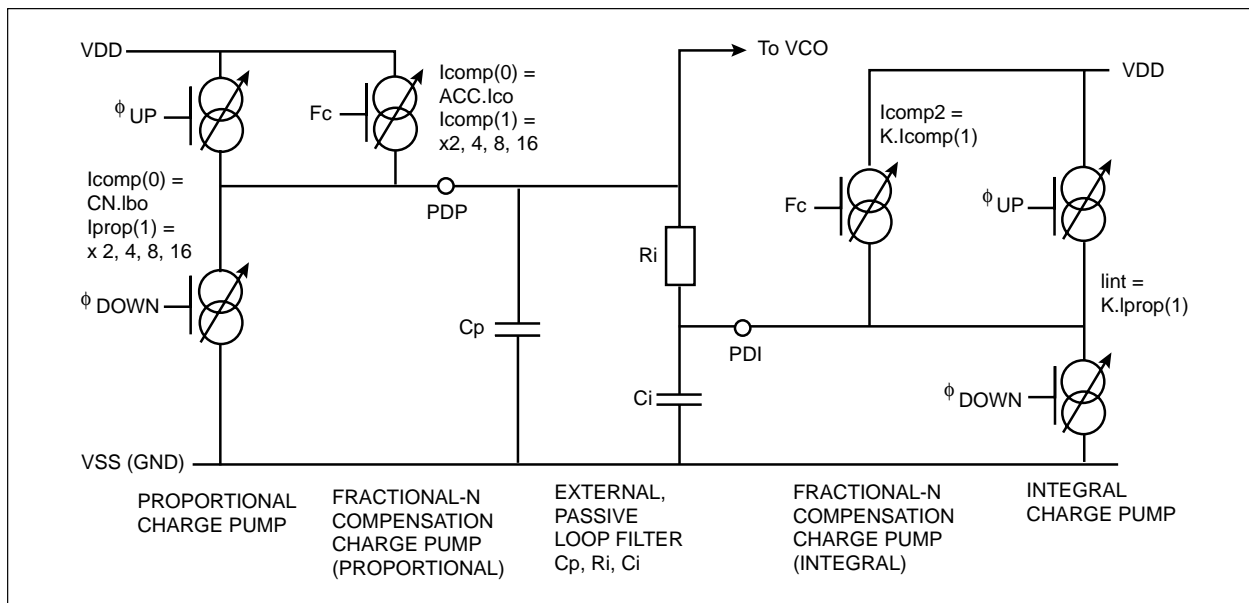 VDD
To VCO
ϕ UP
Fc
Icomp(0) =
ACC.Ico
Icomp(1) =
x2, 4, 8, 16
VDD
Icomp2 =
K.Icomp(1)
Icomp(0) =
CN.Ibo
Iprop(1) =
x 2, 4, 8, 16
PDP
Fc
ϕ UP
Ri
ϕ DOWN
Cp
PDI
Iint =
K.Iprop(1)
Ci
ϕ DOWN
VSS (GND)
PROPORTIONAL
CHARGE PUMP
FRACTIONAL-N
COMPENSATION
CHARGE PUMP
(PROPORTIONAL)
EXTERNAL,
PASSIVE
LOOP FILTER
Cp, Ri, Ci
FRACTIONAL-N
COMPENSATION
CHARGE PUMP
(INTEGRAL)
INTEGRAL
CHARGE PUMP